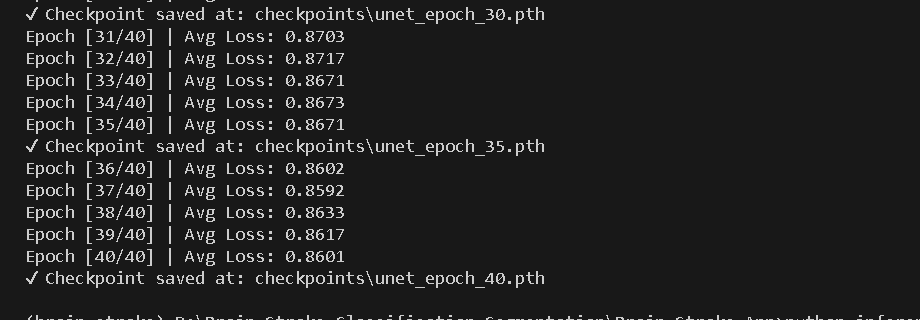 ✓ Checkpoint saved at: checkpoints\unet_epoch_30.pth
Epoch [31/40] | Avg Loss: 0.8703
Epoch [32/40] | Avg Loss: 0.8717
Epoch [33/40] | Avg Loss: 0.8671
Epoch [34/40] | Avg Loss: 0.8673
Epoch [35/40] | Avg Loss: 0.8671
✓ Checkpoint saved at: checkpoints\unet_epoch_35.pth
Epoch [36/40] | Avg Loss: 0.8602
Epoch [37/40] | Avg Loss: 0.8592
Epoch [38/40] | Avg Loss: 0.8633
Epoch [39/40] | Avg Loss: 0.8617
Epoch [40/40] | Avg Loss: 0.8601
✓ Checkpoint saved at: checkpoints\unet_epoch_40.pth